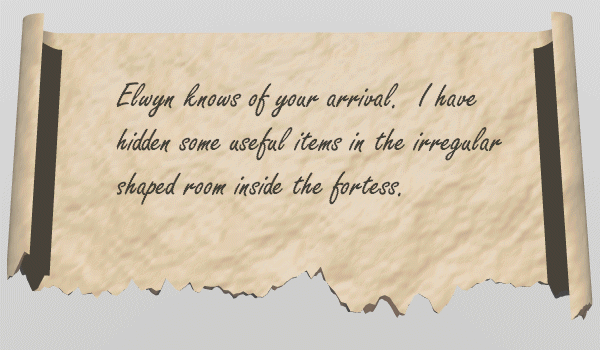 Elwyn knows of your arrival. I have
hidden some useful items in the irregular
shaped room inside the fortess.